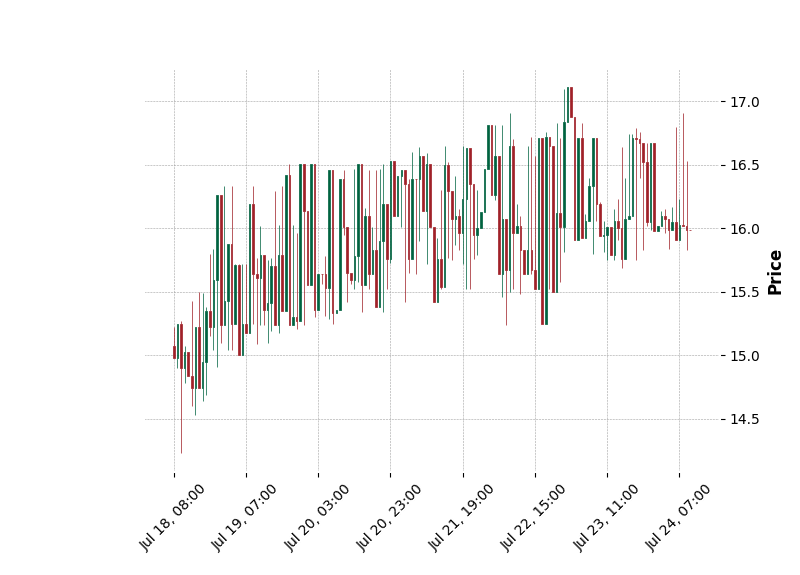 17.0
16.5
16.0
15.5
15.0
14.5
Price
Jul 18, 08:00
Jul 19, 07:00
Jul 20, 03:00
Jul 20, 23:00
Jul 21, 19:00
Jul 22, 15:00
Jul 23, 11:00
Jul 24, 07:00